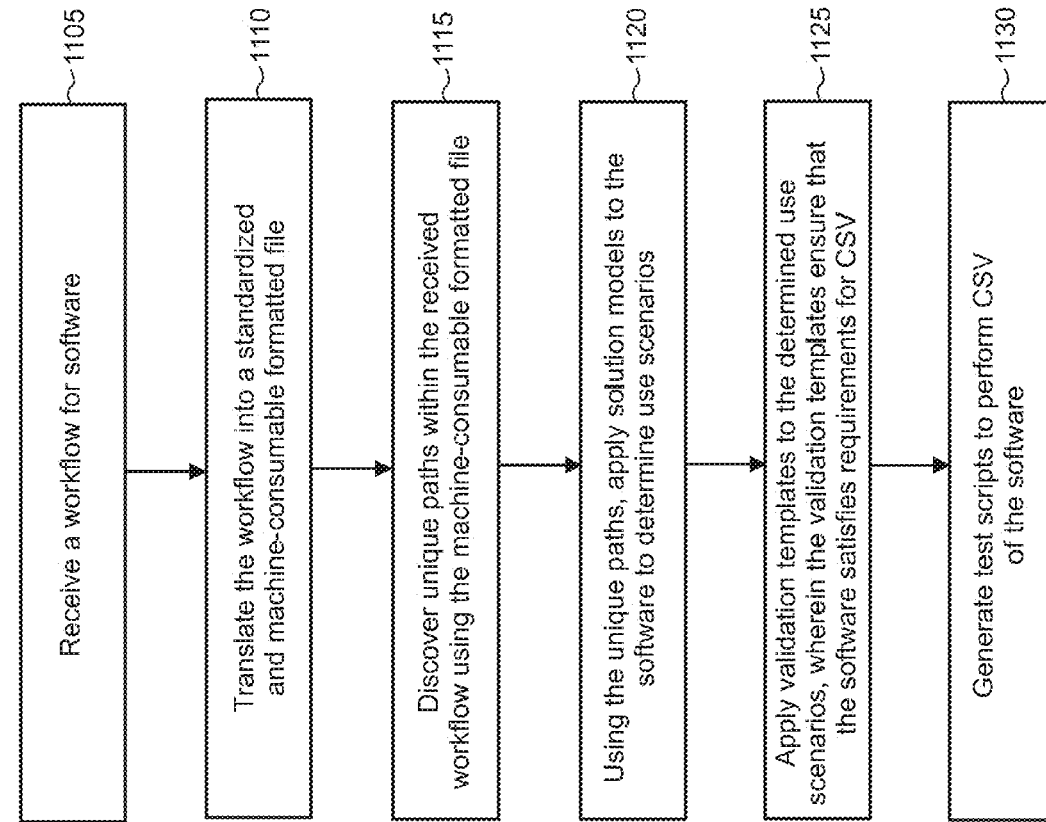 Receive a workflow for software
1105
Translate the workflow into a standardized
and machine-consumable formatted file
1110
Discover unique paths within the received
workflow using the machine-consumable formatted file
1115
Using the unique paths, apply solution models to the
software to determine use scenarios
1120
Apply validation templates to the determined use
scenarios, wherein the validation templates ensure that
the software satisfies requirements for CSV
1125
Generate test scripts to perform CSV
of the software
1130